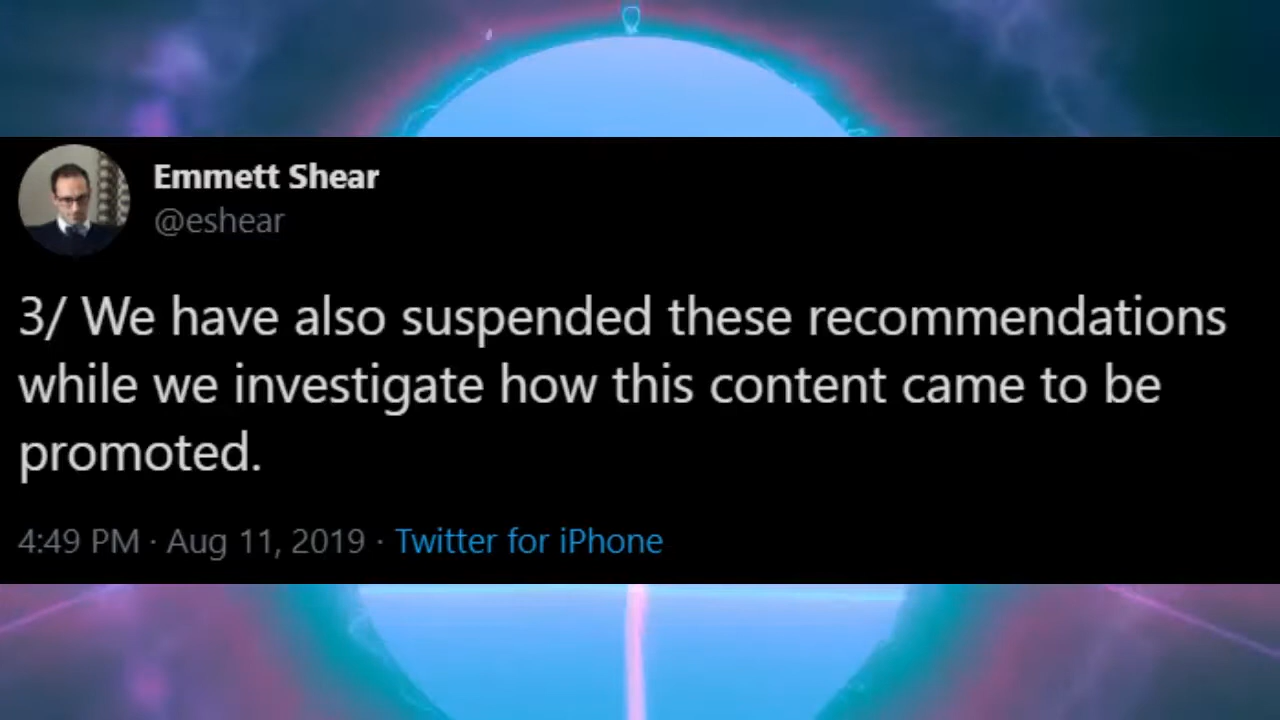 Emmett Shear
@eshear
3/ We have also suspended these recommendations
while we investigate how this content came to be
promoted.
4:49 PM · Aug 11, 2019 · Twitter for iPhone